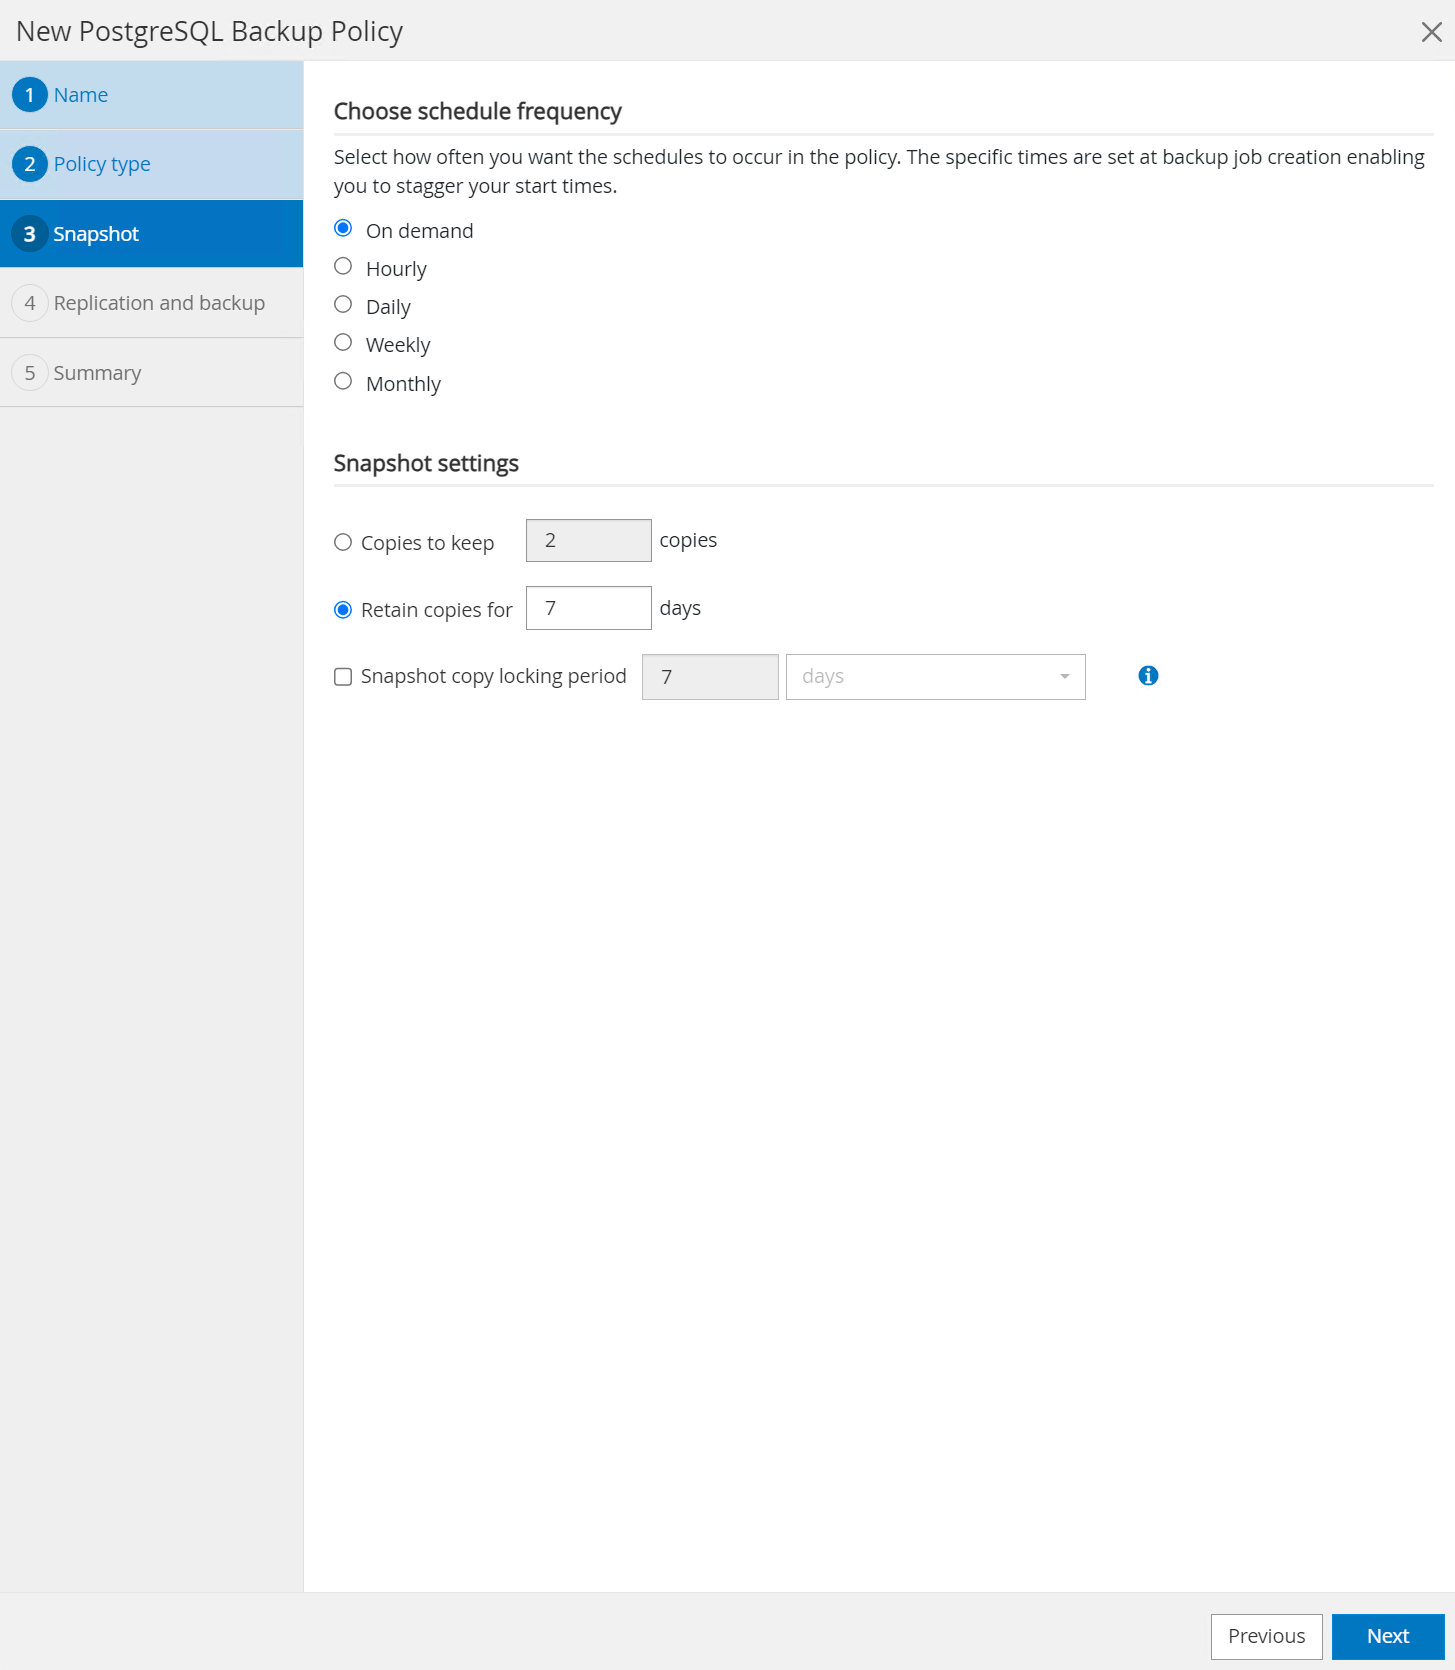 New PostgreSQL Backup Policy
1 Name
2 Policy type
3 Snapshot
4 Replication and backup
5 Summary
Choose schedule frequency
Select how often you want the schedules to occur in the policy. The specific times are set at backup job creation enabling
you to stagger your start times.
On demand
Hourly
Daily
Weekly
Monthly
Snapshot settings
Copies to keep 2 copies
Retain copies for 7 days
Snapshot copy locking period 7 days
Previous Next